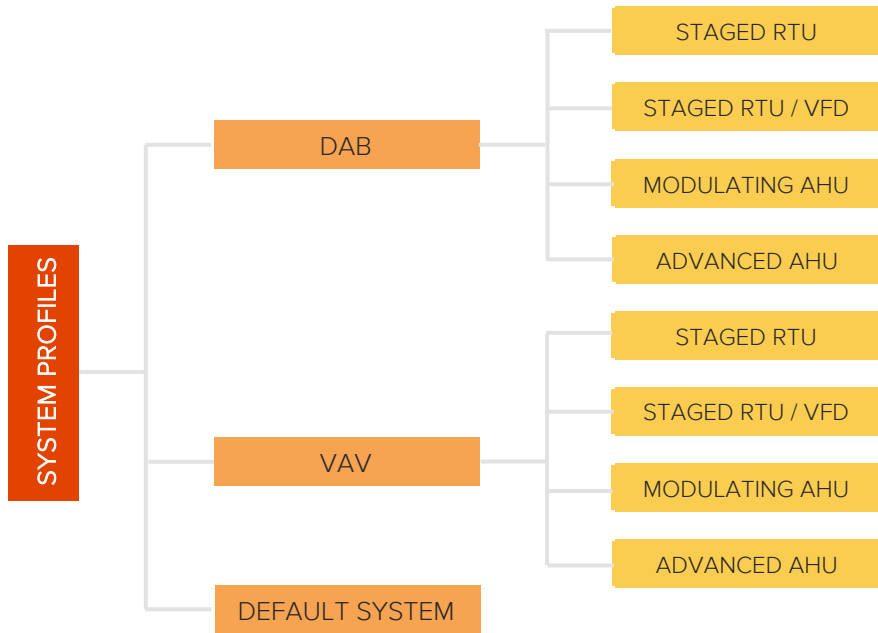 SYSTEM PROFILES
DAB
STAGED RTU
STAGED RTU / VFD
MODULATING AHU
ADVANCED AHU
VAV
STAGED RTU
STAGED RTU / VFD
MODULATING AHU
ADVANCED AHU
DEFAULT SYSTEM